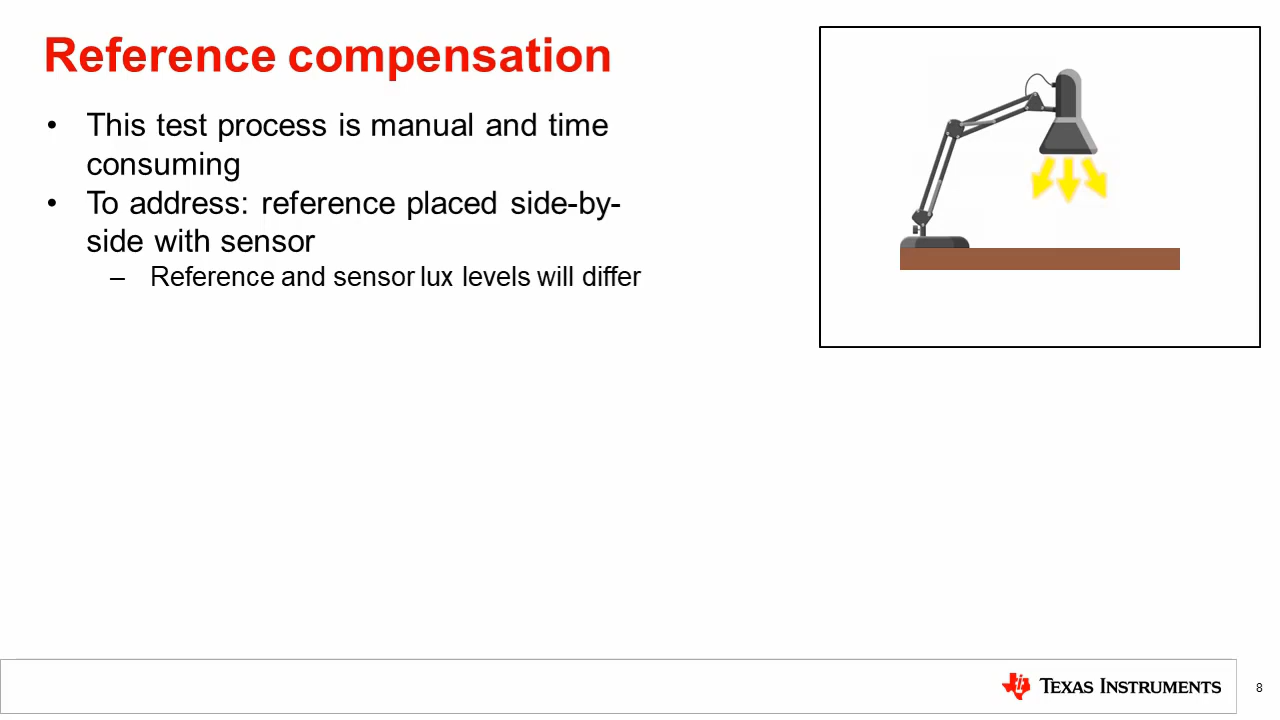 Reference compensation
• This test process is manual and time
consuming
• To address: reference placed side-by-
side with sensor
– Reference and sensor lux levels will differ
TEXAS INSTRUMENTS
8